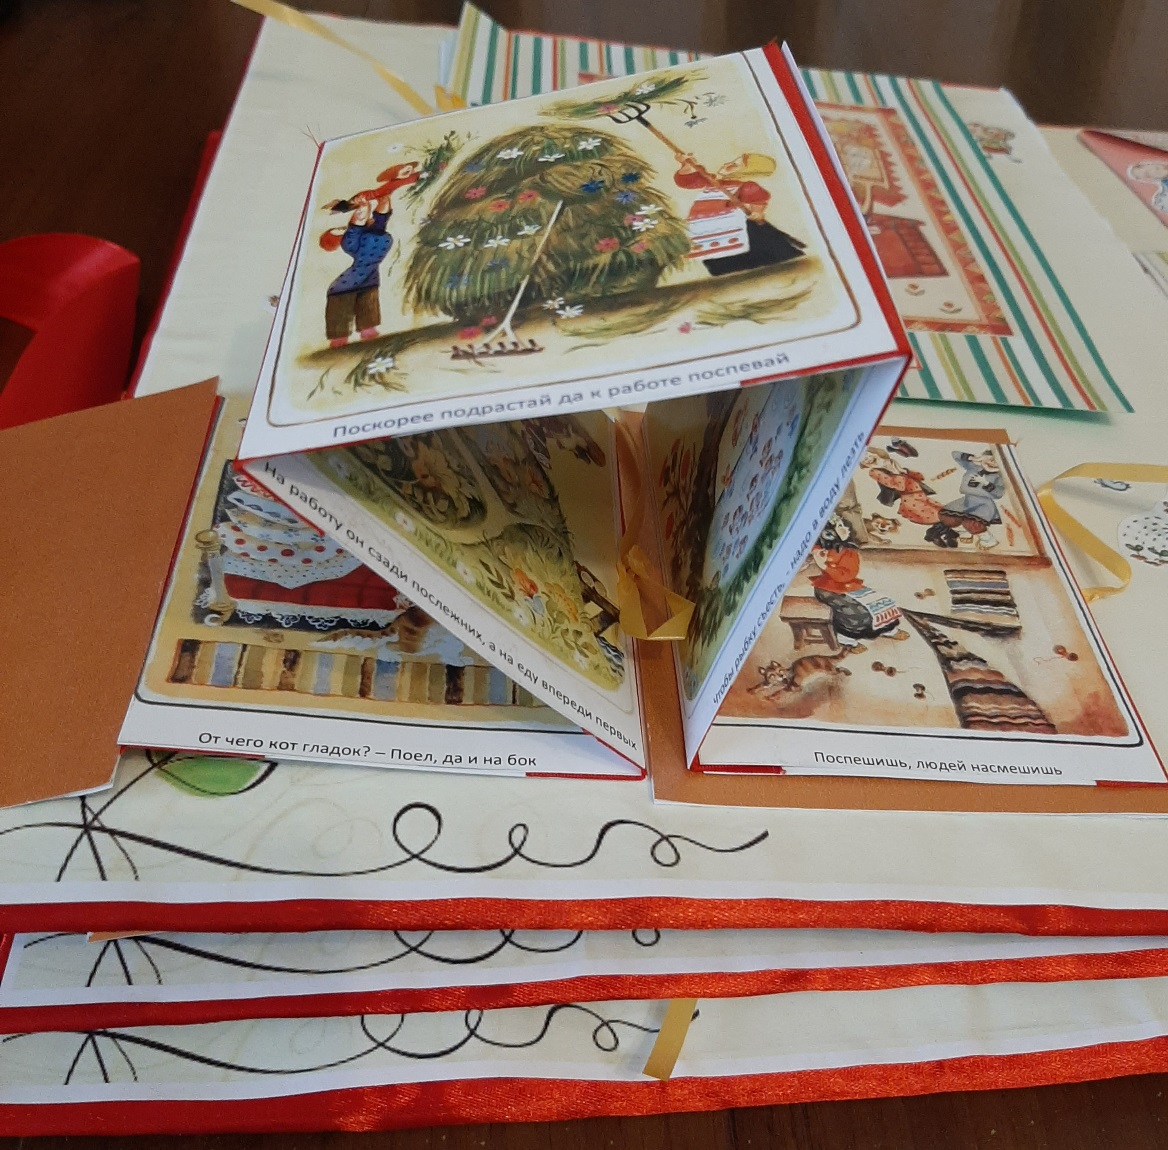 Поскорее подрастай да к работе поспевай
На работу он сзади послежних, а на еду впереди первых
чтобы рыбку съесть, - надо в воду лезть
От чего кот гладок? – Поел, да и на бок
Поспешишь, людей насмешишь